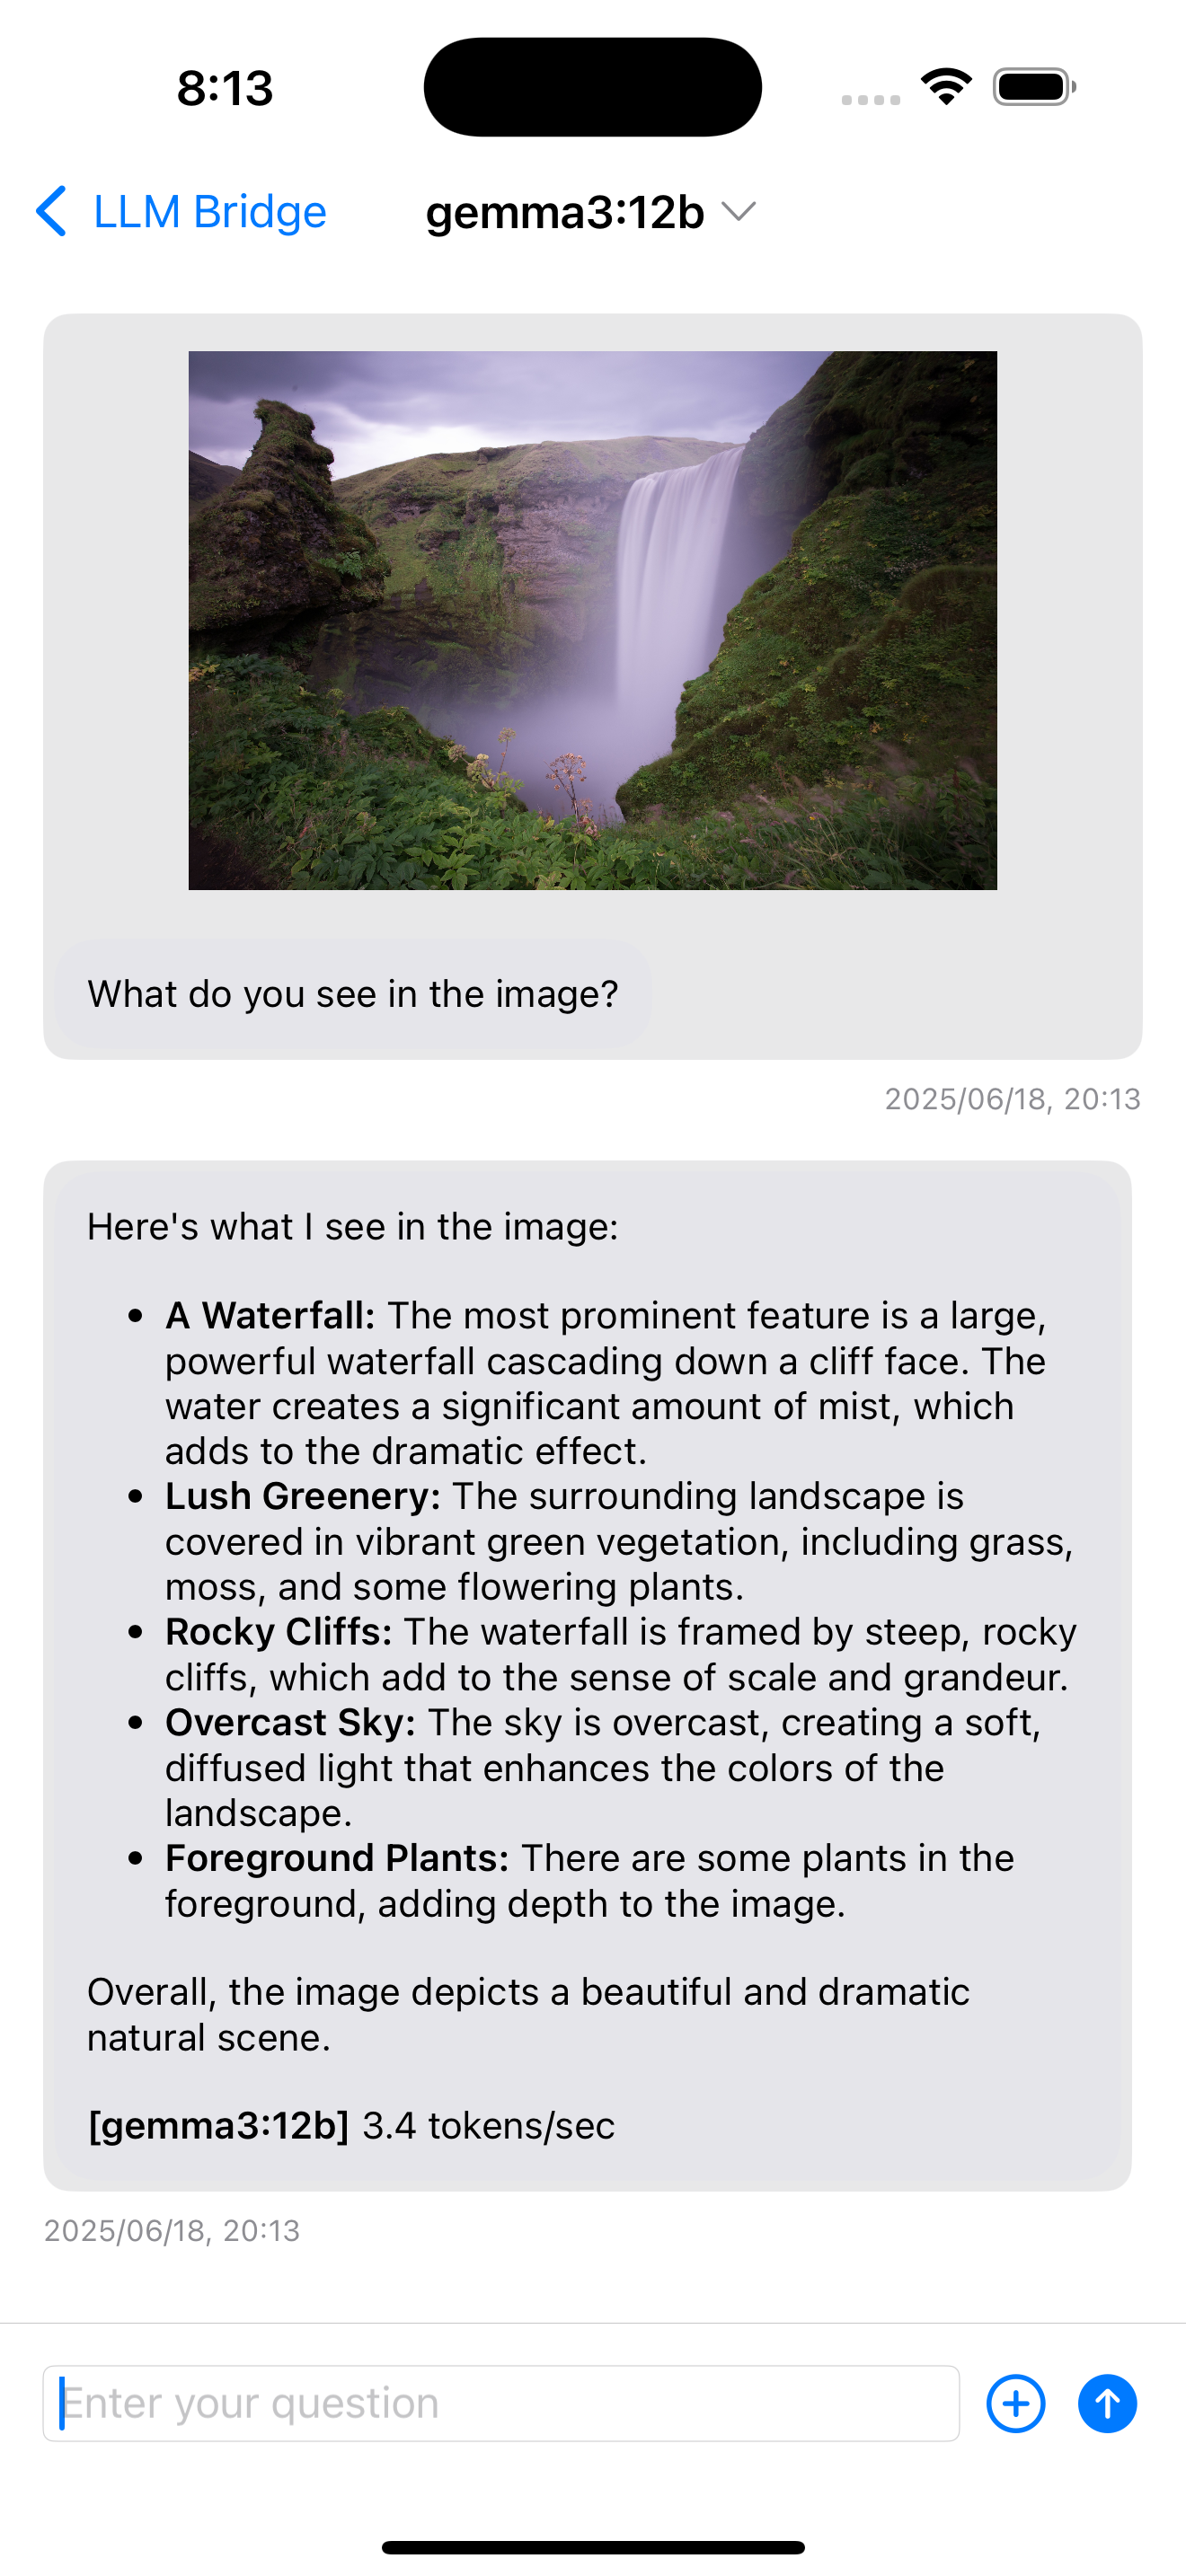 8:13
LLM Bridge
gemma3:12b
What do you see in the image?
2025/06/18, 20:13
Here's what I see in the image:
• A Waterfall: The most prominent feature is a large,
powerful waterfall cascading down a cliff face. The
water creates a significant amount of mist, which
adds to the dramatic effect.
• Lush Greenery: The surrounding landscape is
covered in vibrant green vegetation, including grass,
moss, and some flowering plants.
• Rocky Cliffs: The waterfall is framed by steep, rocky
cliffs, which add to the sense of scale and grandeur.
• Overcast Sky: The sky is overcast, creating a soft,
diffused light that enhances the colors of the
landscape.
• Foreground Plants: There are some plants in the
foreground, adding depth to the image.
Overall, the image depicts a beautiful and dramatic
natural scene.
[gemma3:12b] 3.4 tokens/sec
2025/06/18, 20:13
Enter your question